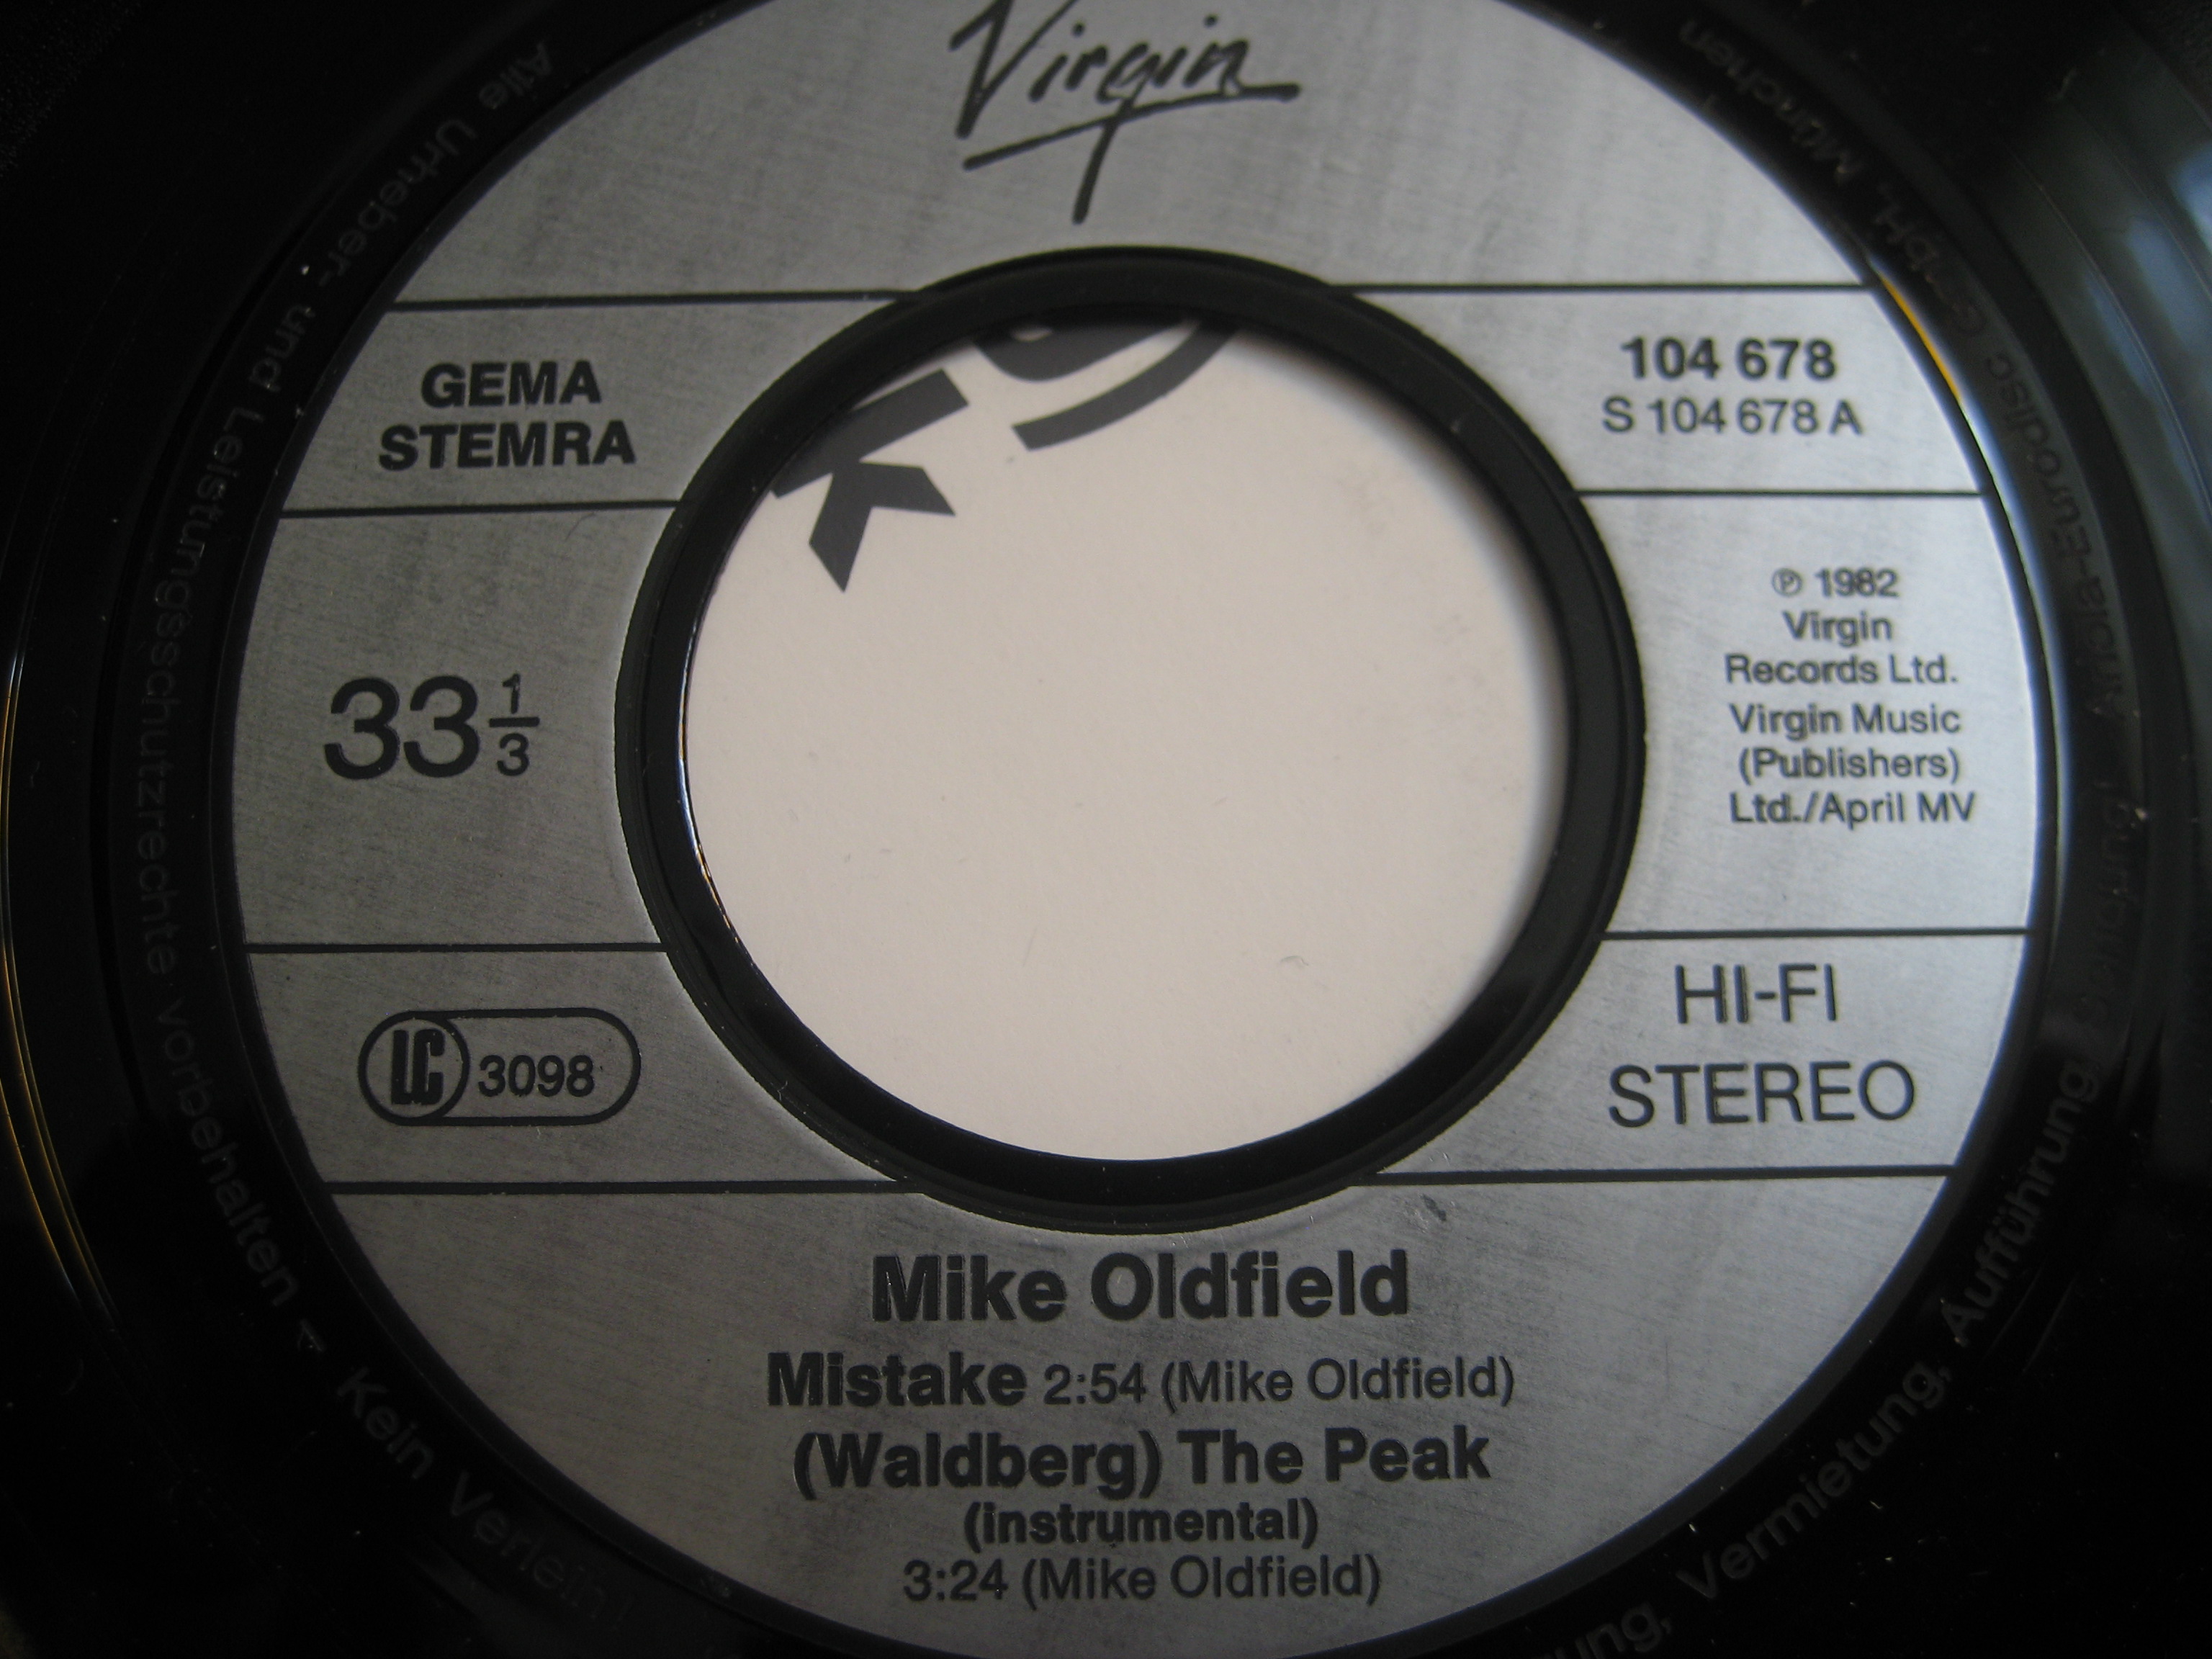 Virgin
GEMA
STEMRA
104 678
S 104 678 A
33 1/3
℗ 1982
Virgin
Records Ltd.
Virgin Music
(Publishers)
Ltd./April MV
LC 3098
HI-FI
STEREO
Mike Oldfield
Mistake 2:54 (Mike Oldfield)
(Waldberg) The Peak
(instrumental)
3:24 (Mike Oldfield)
Alle Urheber- und Leistungsschutzrechte vorbehalten
Kein Verleih!
Vermietung, Aufführung
Eurodisc
München
K